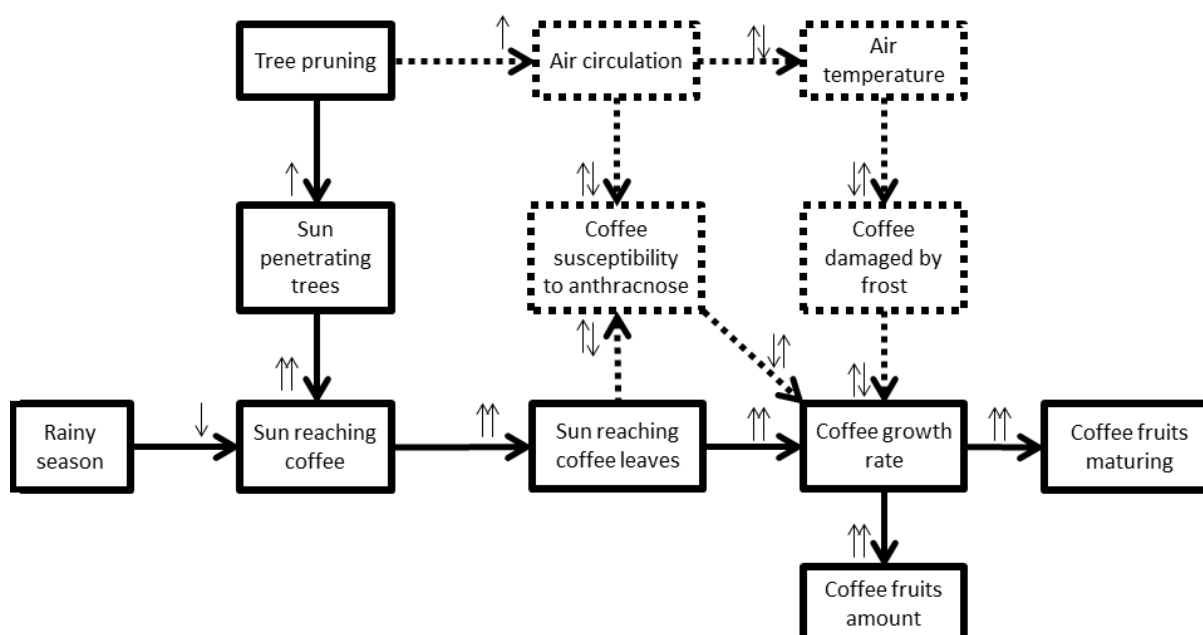 Tree pruning
Air circulation
Air
temperature
Sun
penetrating
trees
Coffee
susceptibility
to anthracnose
Coffee
damaged by
frost
Rainy
season
Sun reaching
coffee
Sun reaching
coffee leaves
Coffee growth
rate
Coffee fruits
maturing
Coffee fruits
amount